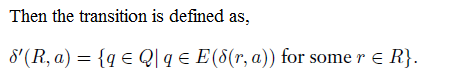 Then the transition is defined as,
δ'(R, a) = {q ∈ Q| q ∈ E(δ(r, a)) for some r ∈ R}.